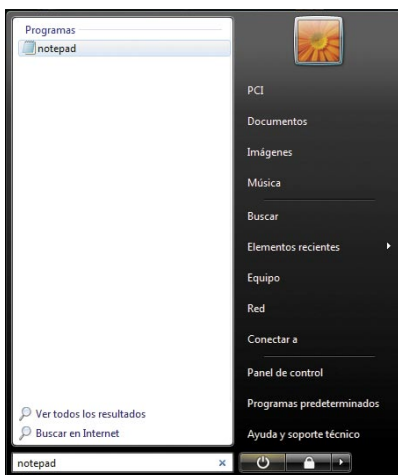 Programas
notepad
Ver todos los resultados
Buscar en Internet
notepad
PCI
Documentos
Imágenes
Música
Buscar
Elementos recientes
Equipo
Red
Conectar a
Panel de control
Programas predeterminados
Ayuda y soporte técnico